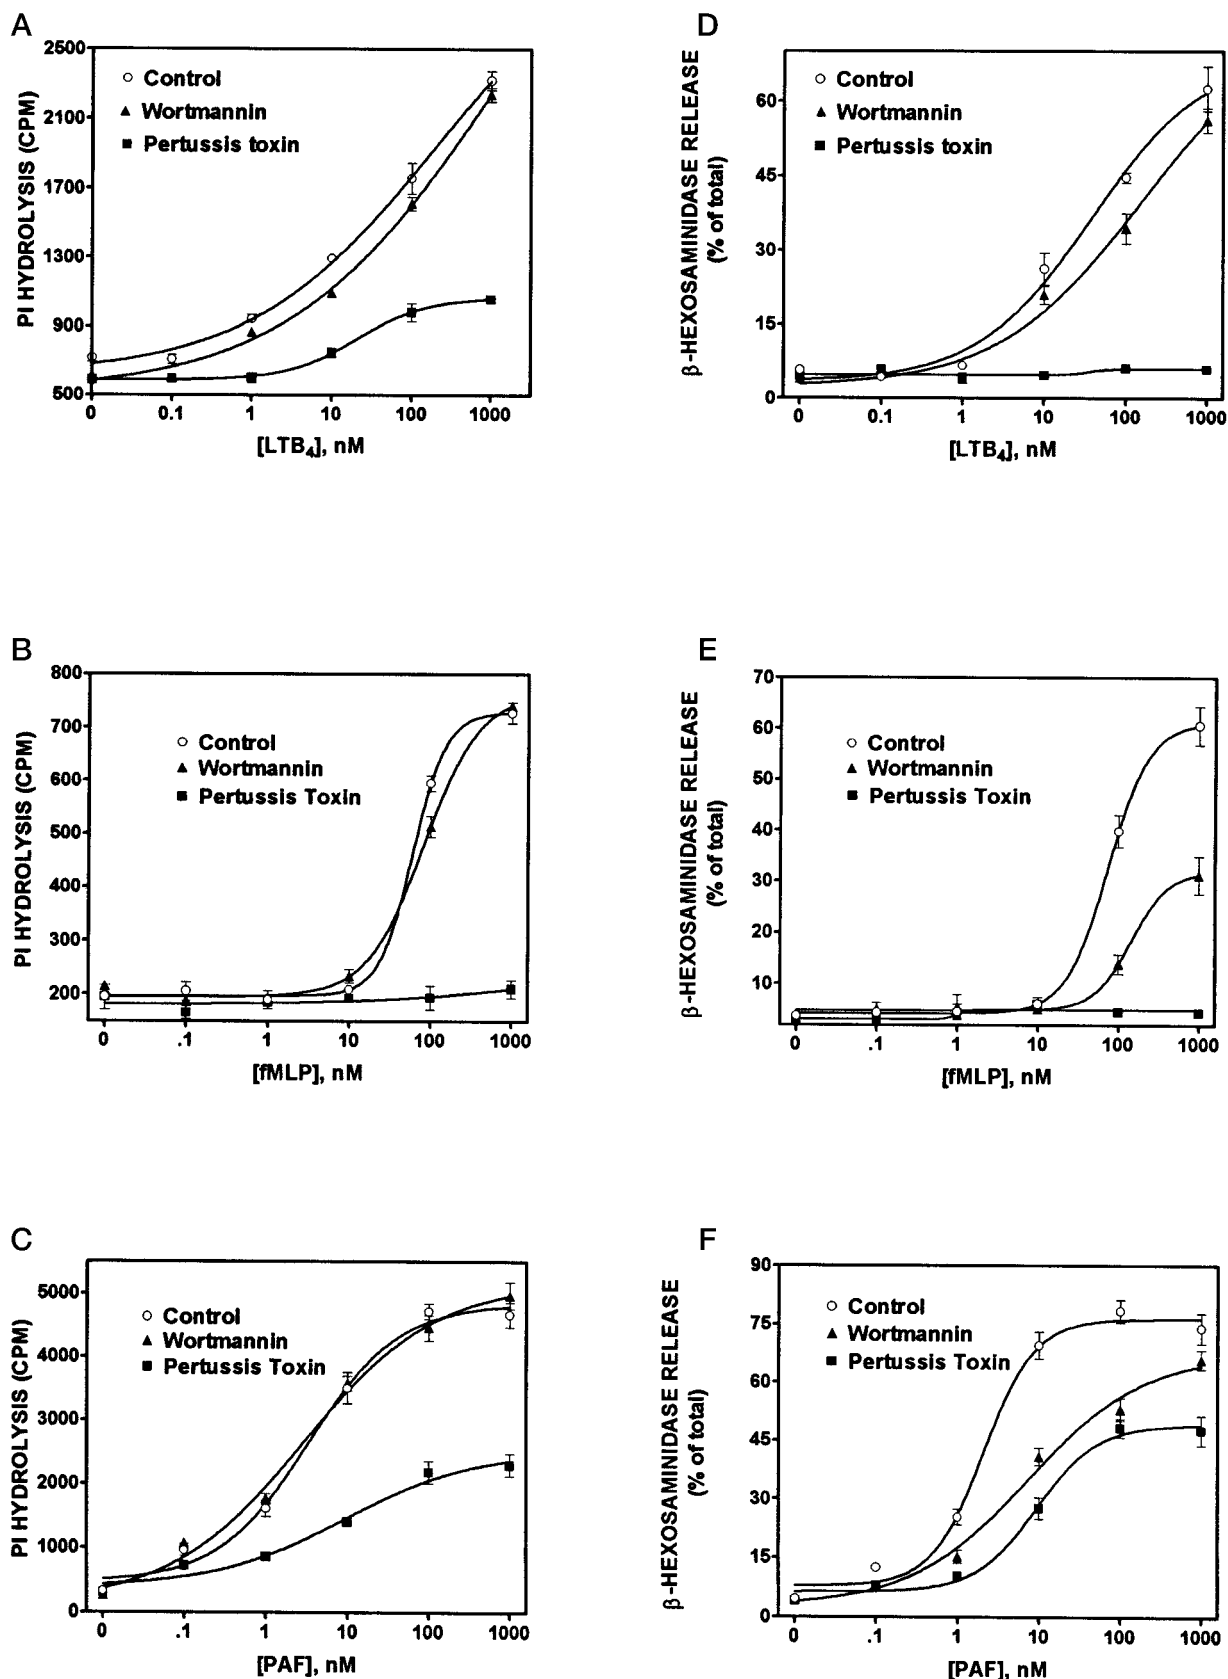 A
PI HYDROLYSIS (CPM)
2500
2100
1700
1300
900
500
Control
Wortmannin
Pertussis toxin
0 0.1 1 10 100 1000
[LTB4], nM
D
β-HEXOSAMINIDASE RELEASE
(% of total)
60
45
30
15
0
Control
Wortmannin
Pertussis toxin
0 0.1 1 10 100 1000
[LTB4], nM
B
PI HYDROLYSIS (CPM)
800
700
600
500
400
300
200
Control
Wortmannin
Pertussis Toxin
0 .1 1 10 100 1000
[fMLP], nM
E
β-HEXOSAMINIDASE RELEASE
(% of total)
70
60
50
40
30
20
10
Control
Wortmannin
Pertussis Toxin
0 .1 1 10 100 1000
[fMLP], nM
C
PI HYDROLYSIS (CPM)
5000
4000
3000
2000
1000
0
Control
Wortmannin
Pertussis Toxin
0 .1 1 10 100 1000
[PAF], nM
F
β-HEXOSAMINIDASE RELEASE
(% of total)
90
75
60
45
30
15
0
Control
Wortmannin
Pertussis Toxin
0 .1 1 10 100 1000
[PAF], nM